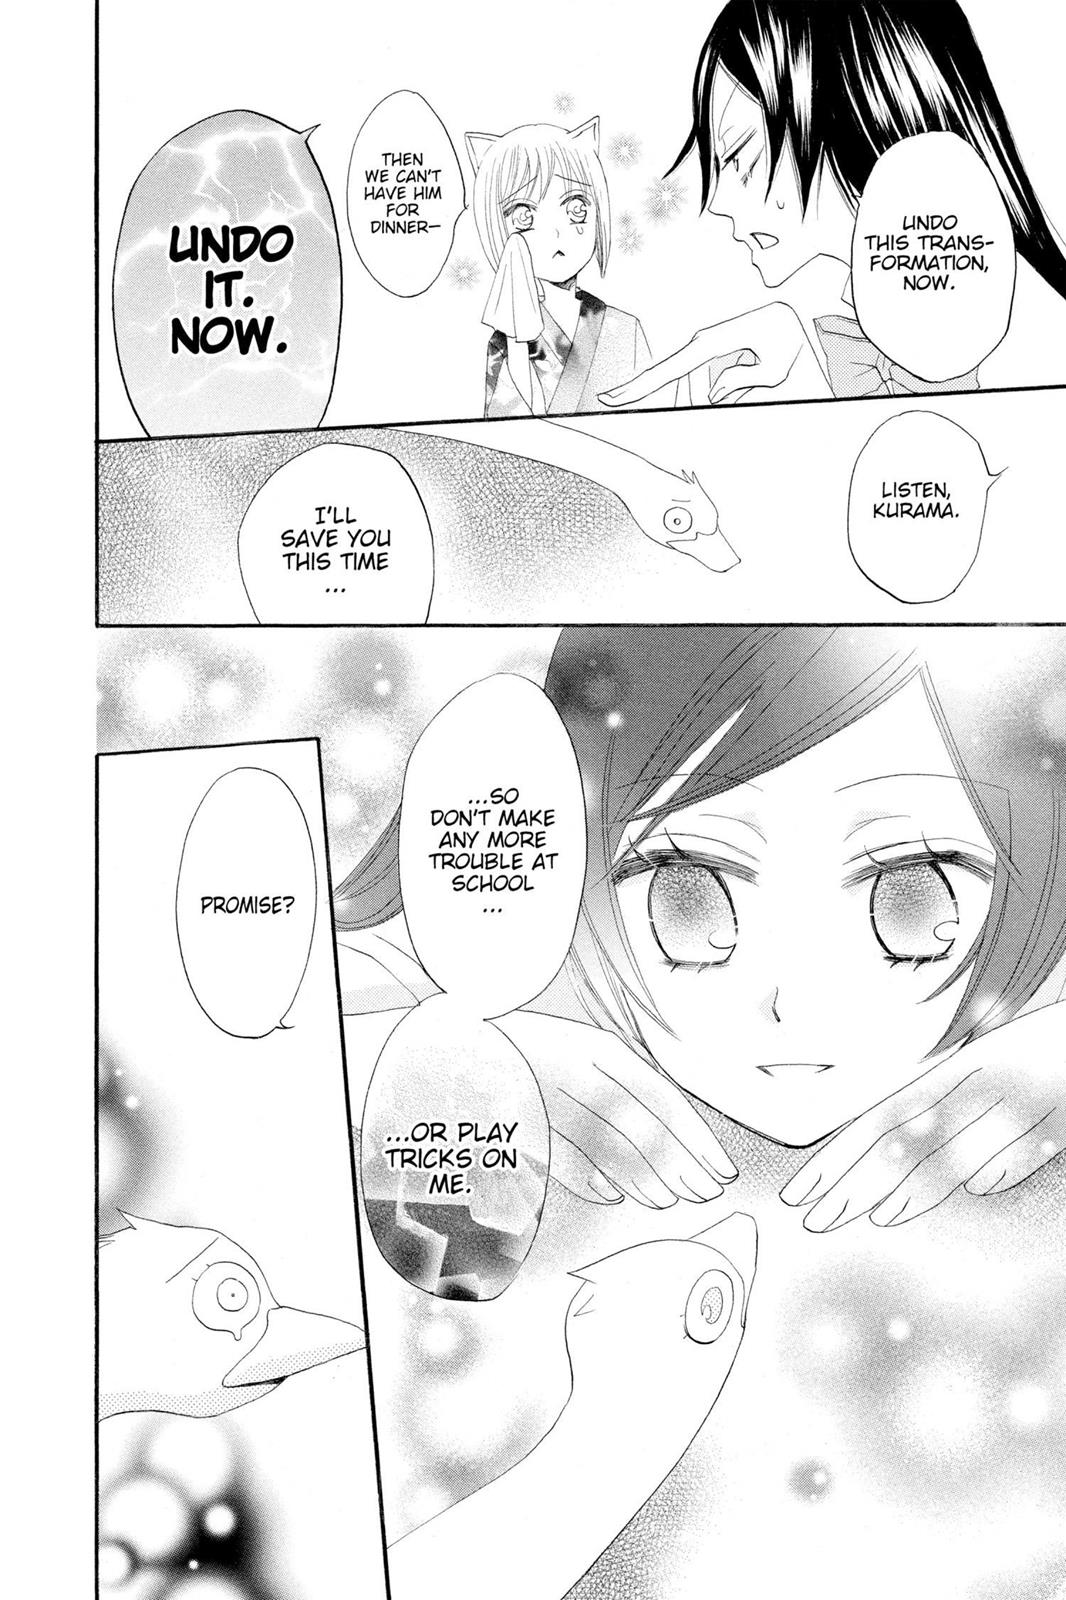 UNDO
THIS TRANS-
FORMATION,
NOW.
THEN
WE CAN'T
HAVE HIM
FOR
DINNER—
UNDO
IT.
NOW.
LISTEN,
KURAMA.
I'LL
SAVE YOU
THIS TIME
...
...SO
DON'T MAKE
ANY MORE
TROUBLE AT
SCHOOL
...
...OR PLAY
TRICKS ON
ME.
PROMISE?